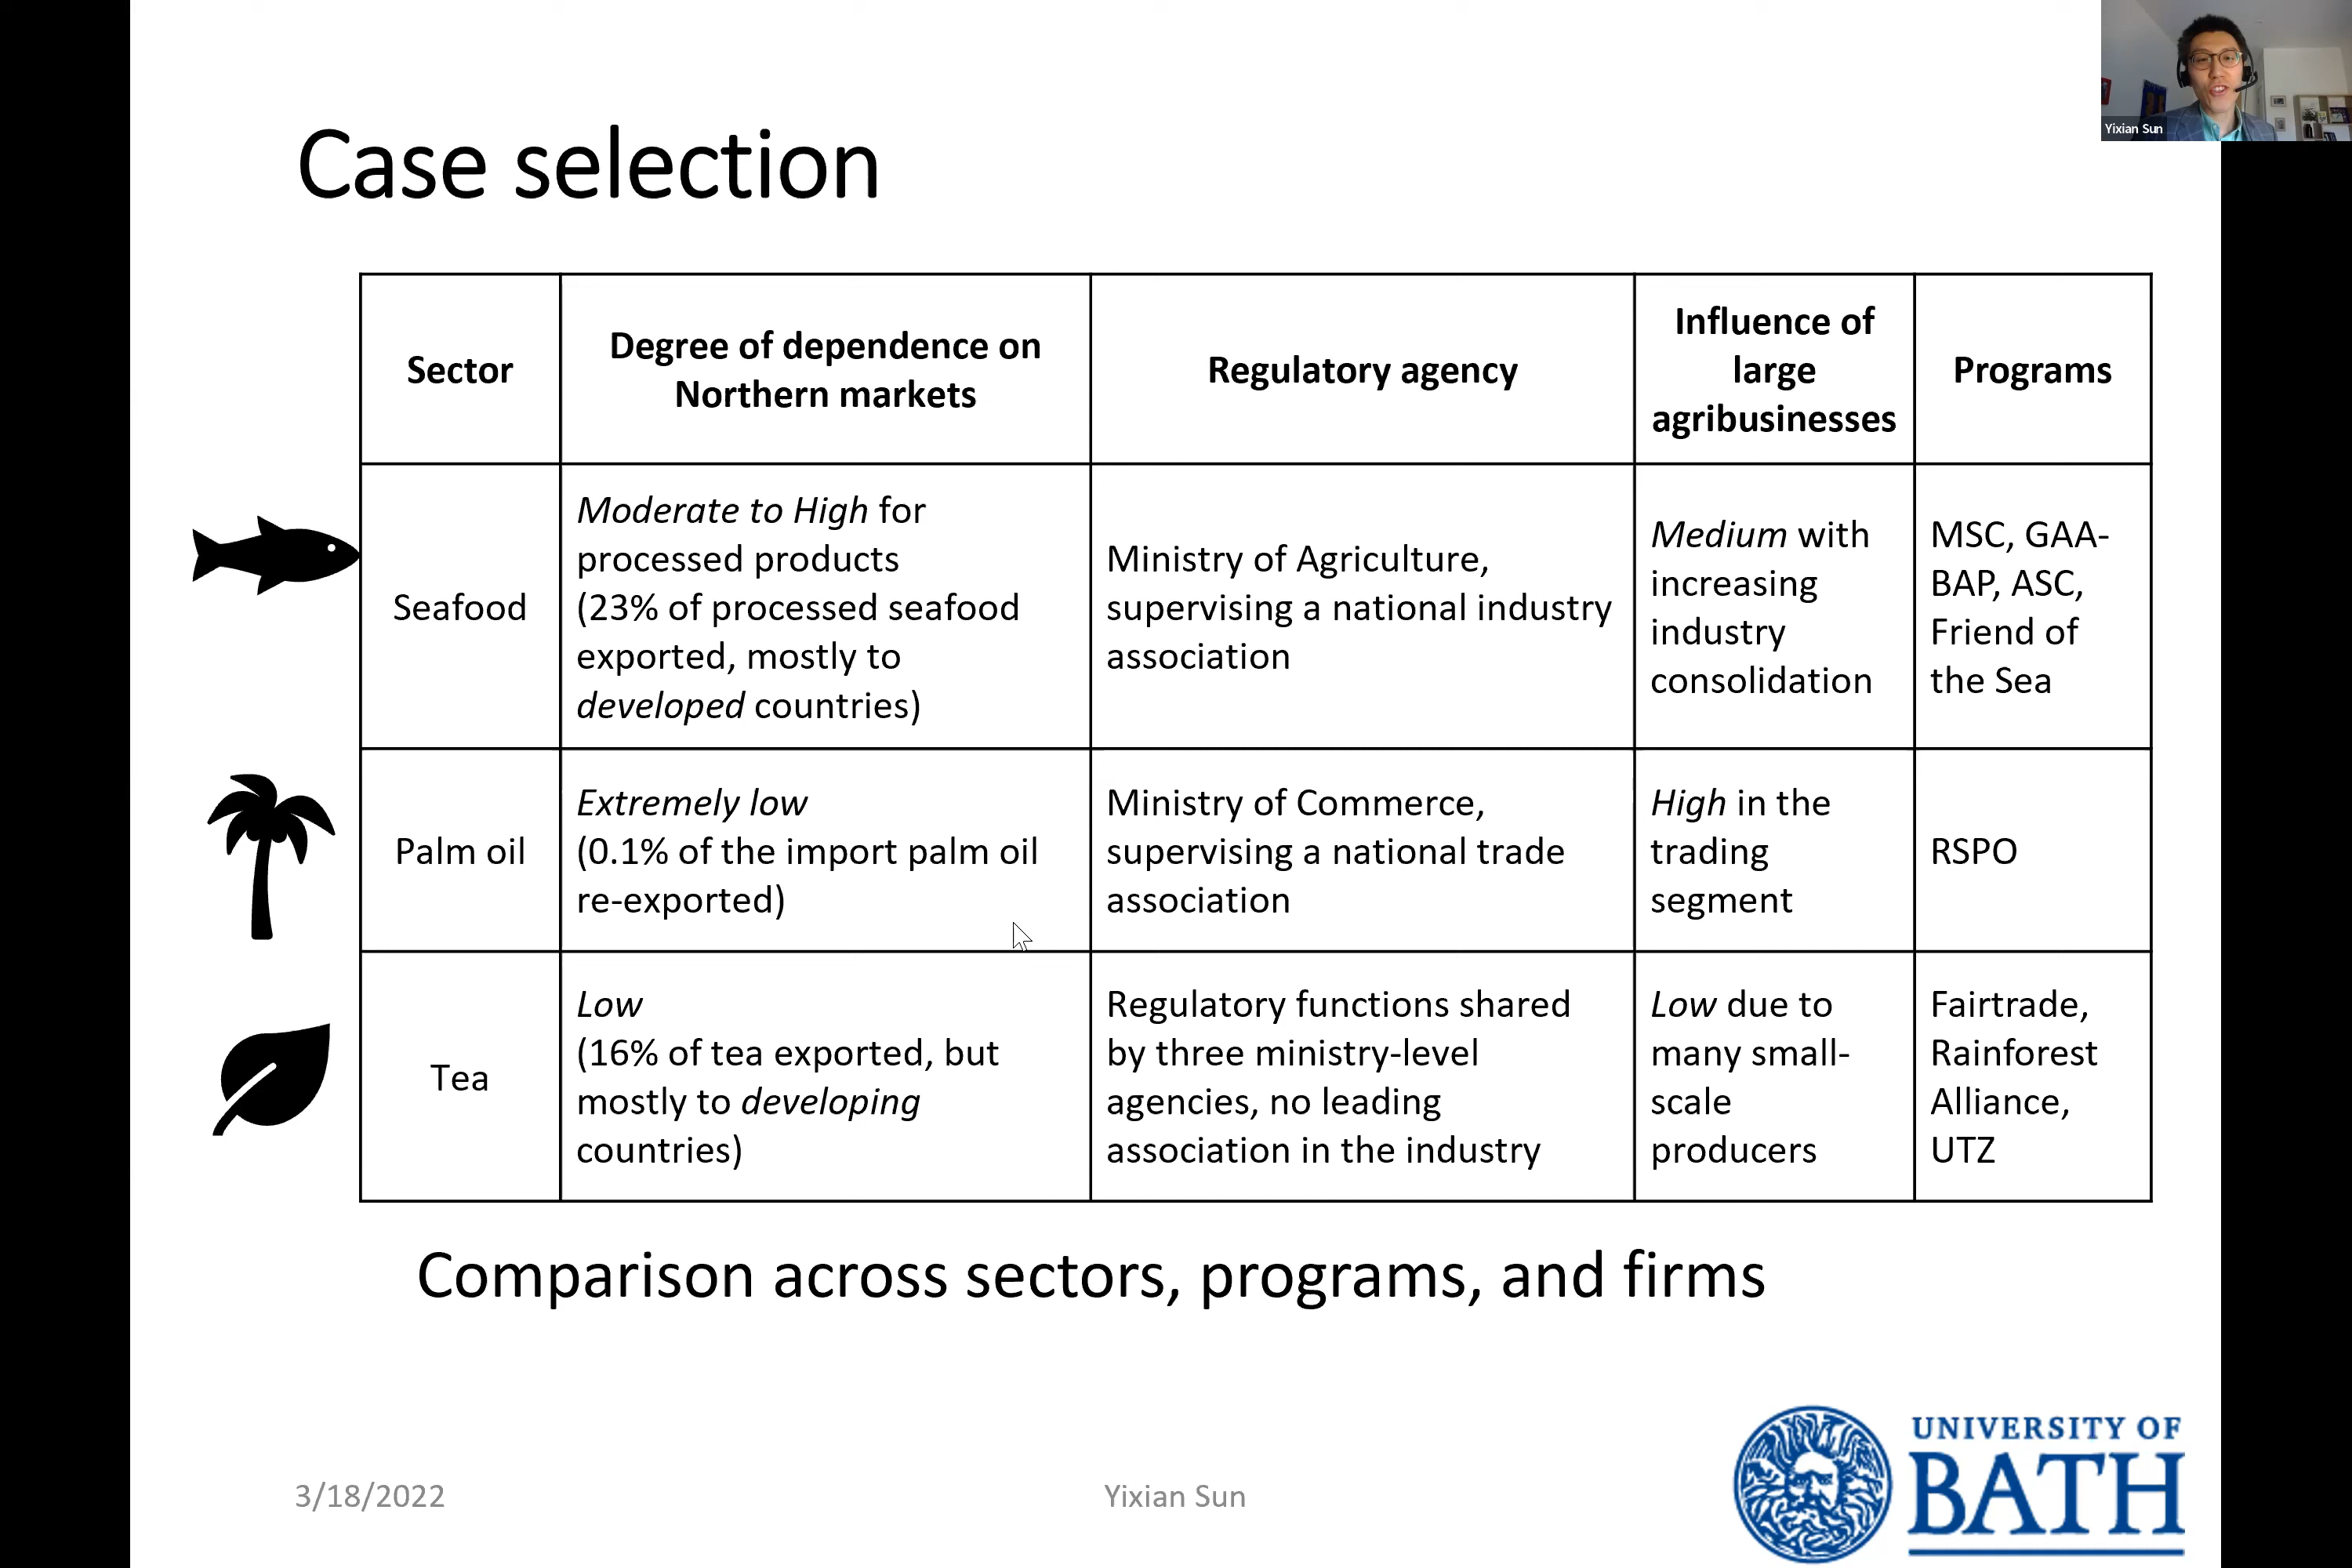 Yixian Sun
Case selection
Sector
Degree of dependence on
Northern markets
Regulatory agency
Influence of
large
agribusinesses
Programs
Seafood
Moderate to High for
processed products
(23% of processed seafood
exported, mostly to
developed countries)
Ministry of Agriculture,
supervising a national industry
association
Medium with
increasing
industry
consolidation
MSC, GAA-
BAP, ASC,
Friend of
the Sea
Palm oil
Extremely low
(0.1% of the import palm oil
re-exported)
Ministry of Commerce,
supervising a national trade
association
High in the
trading
segment
RSPO
Tea
Low
(16% of tea exported, but
mostly to developing
countries)
Regulatory functions shared
by three ministry-level
agencies, no leading
association in the industry
Low due to
many small-
scale
producers
Fairtrade,
Rainforest
Alliance,
UTZ
Comparison across sectors, programs, and firms
3/18/2022
Yixian Sun
UNIVERSITY OF
BATH